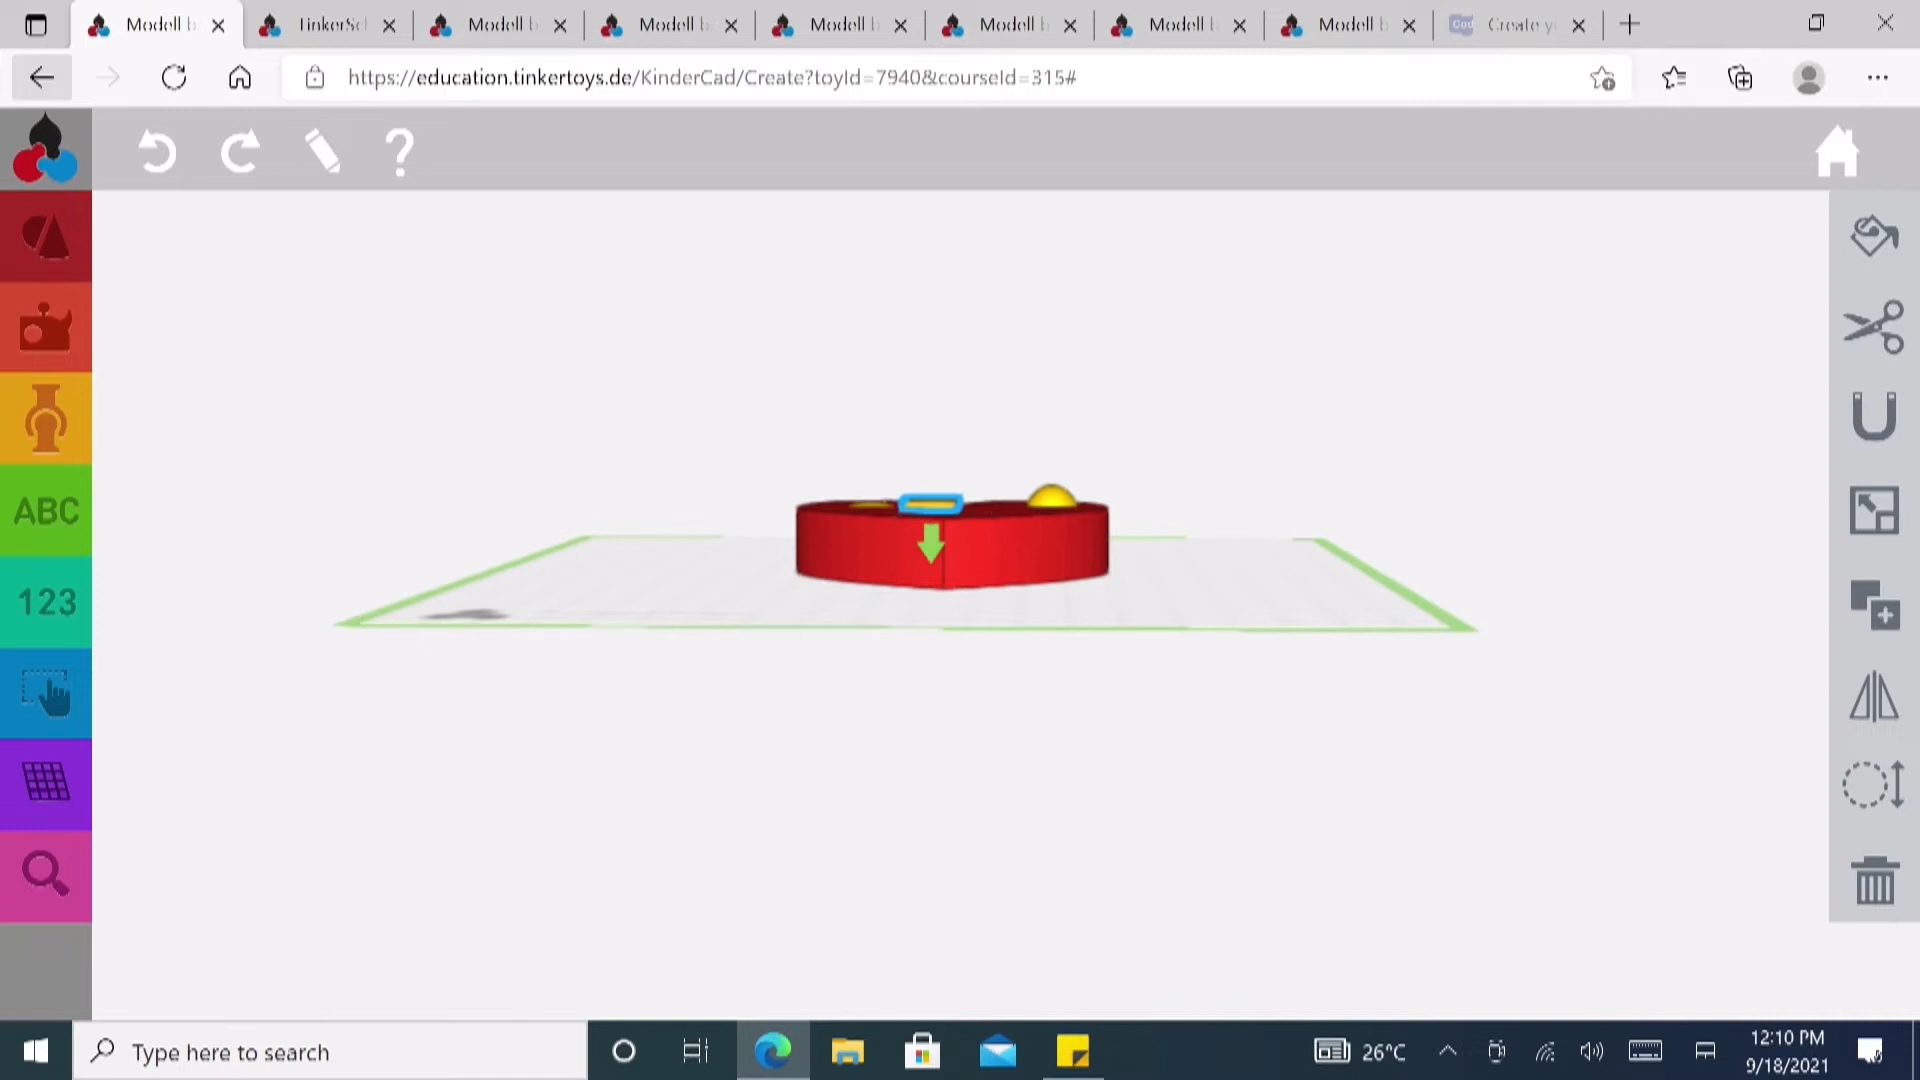 Modell b
TinkerScl
Modell b
Modell b
Modell b
Modell b
Modell b
Modell b
Create y
https://education.tinkertoys.de/KinderCad/Create?toyId=7940&courseId=315#
?
ABC
123
Type here to search
26°C
12:10 PM
9/18/2021